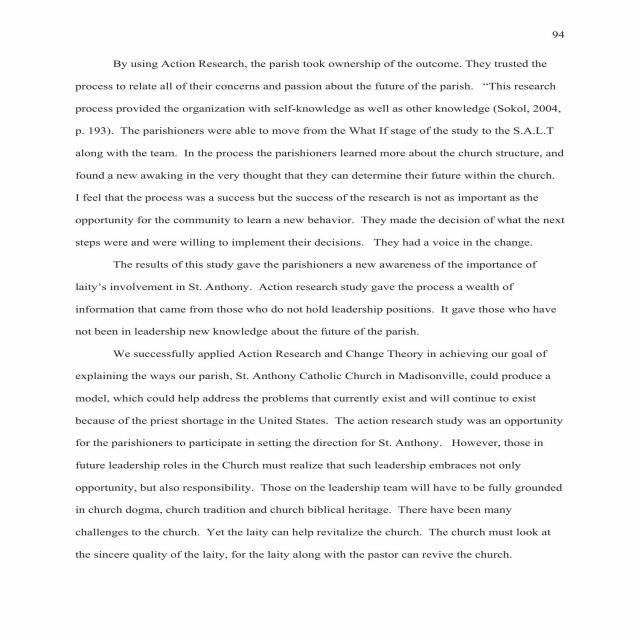 94
By using Action Research, the parish took ownership of the outcome. They trusted the
process to relate all of their concerns and passion about the future of the parish. “This research
process provided the organization with self-knowledge as well as other knowledge (Sokol, 2004,
p. 193). The parishioners were able to move from the What If stage of the study to the S.A.L.T
along with the team. In the process the parishioners learned more about the church structure, and
found a new awaking in the very thought that they can determine their future within the church.
I feel that the process was a success but the success of the research is not as important as the
opportunity for the community to learn a new behavior. They made the decision of what the next
steps were and were willing to implement their decisions. They had a voice in the change.
The results of this study gave the parishioners a new awareness of the importance of
laity’s involvement in St. Anthony. Action research study gave the process a wealth of
information that came from those who do not hold leadership positions. It gave those who have
not been in leadership new knowledge about the future of the parish.
We successfully applied Action Research and Change Theory in achieving our goal of
explaining the ways our parish, St. Anthony Catholic Church in Madisonville, could produce a
model, which could help address the problems that currently exist and will continue to exist
because of the priest shortage in the United States. The action research study was an opportunity
for the parishioners to participate in setting the direction for St. Anthony. However, those in
future leadership roles in the Church must realize that such leadership embraces not only
opportunity, but also responsibility. Those on the leadership team will have to be fully grounded
in church dogma, church tradition and church biblical heritage. There have been many
challenges to the church. Yet the laity can help revitalize the church. The church must look at
the sincere quality of the laity, for the laity along with the pastor can revive the church.